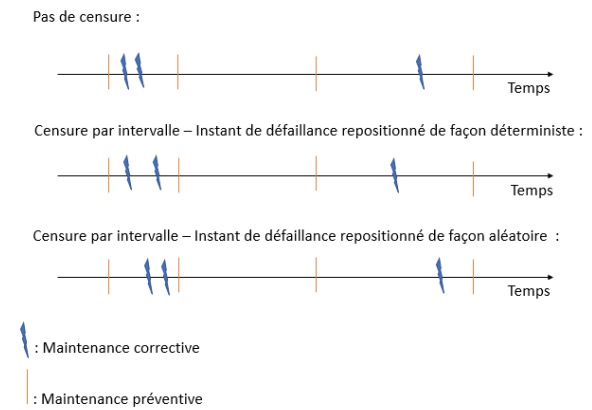 Pas de censure :
Temps
Censure par intervalle – Instant de défaillance repositionné de façon déterministe :
Temps
Censure par intervalle – Instant de défaillance repositionné de façon aléatoire :
Temps
: Maintenance corrective
: Maintenance préventive